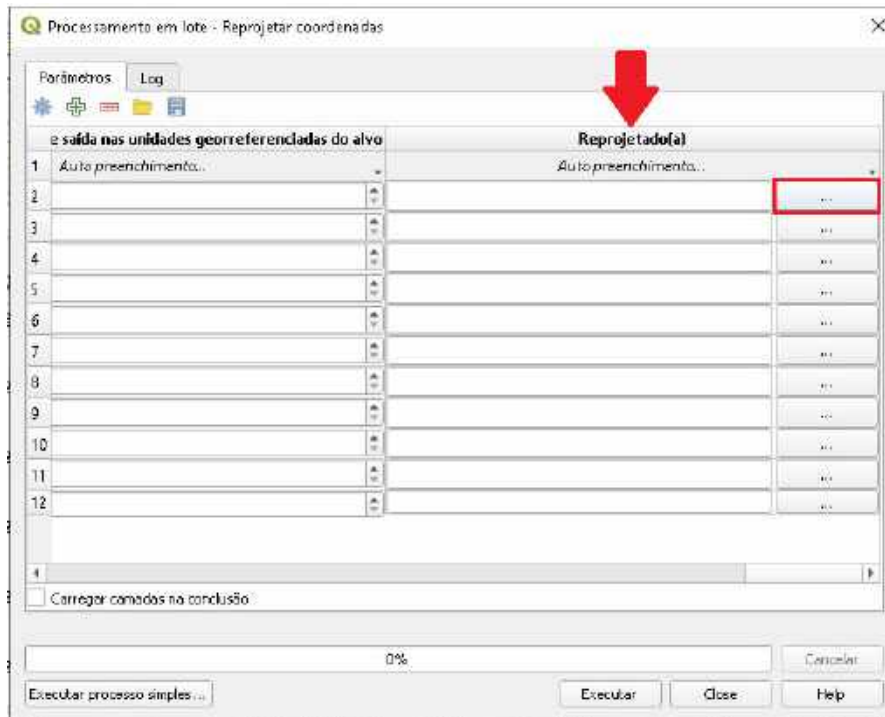 Processamento em lote - Reprojetar coordenadas
Parâmetros Log
e saída nas unidades georreferenciadas do alvo Reprojetado(a)
1 Auto preenchimento... Auto preenchimento...
2 ...
3 ...
4 ...
5 ...
6 ...
7 ...
8 ...
9 ...
10 ...
11 ...
12 ...
Carregar camadas na conclusão
0% Cancelar
Executar processo simples... Executar Close Help